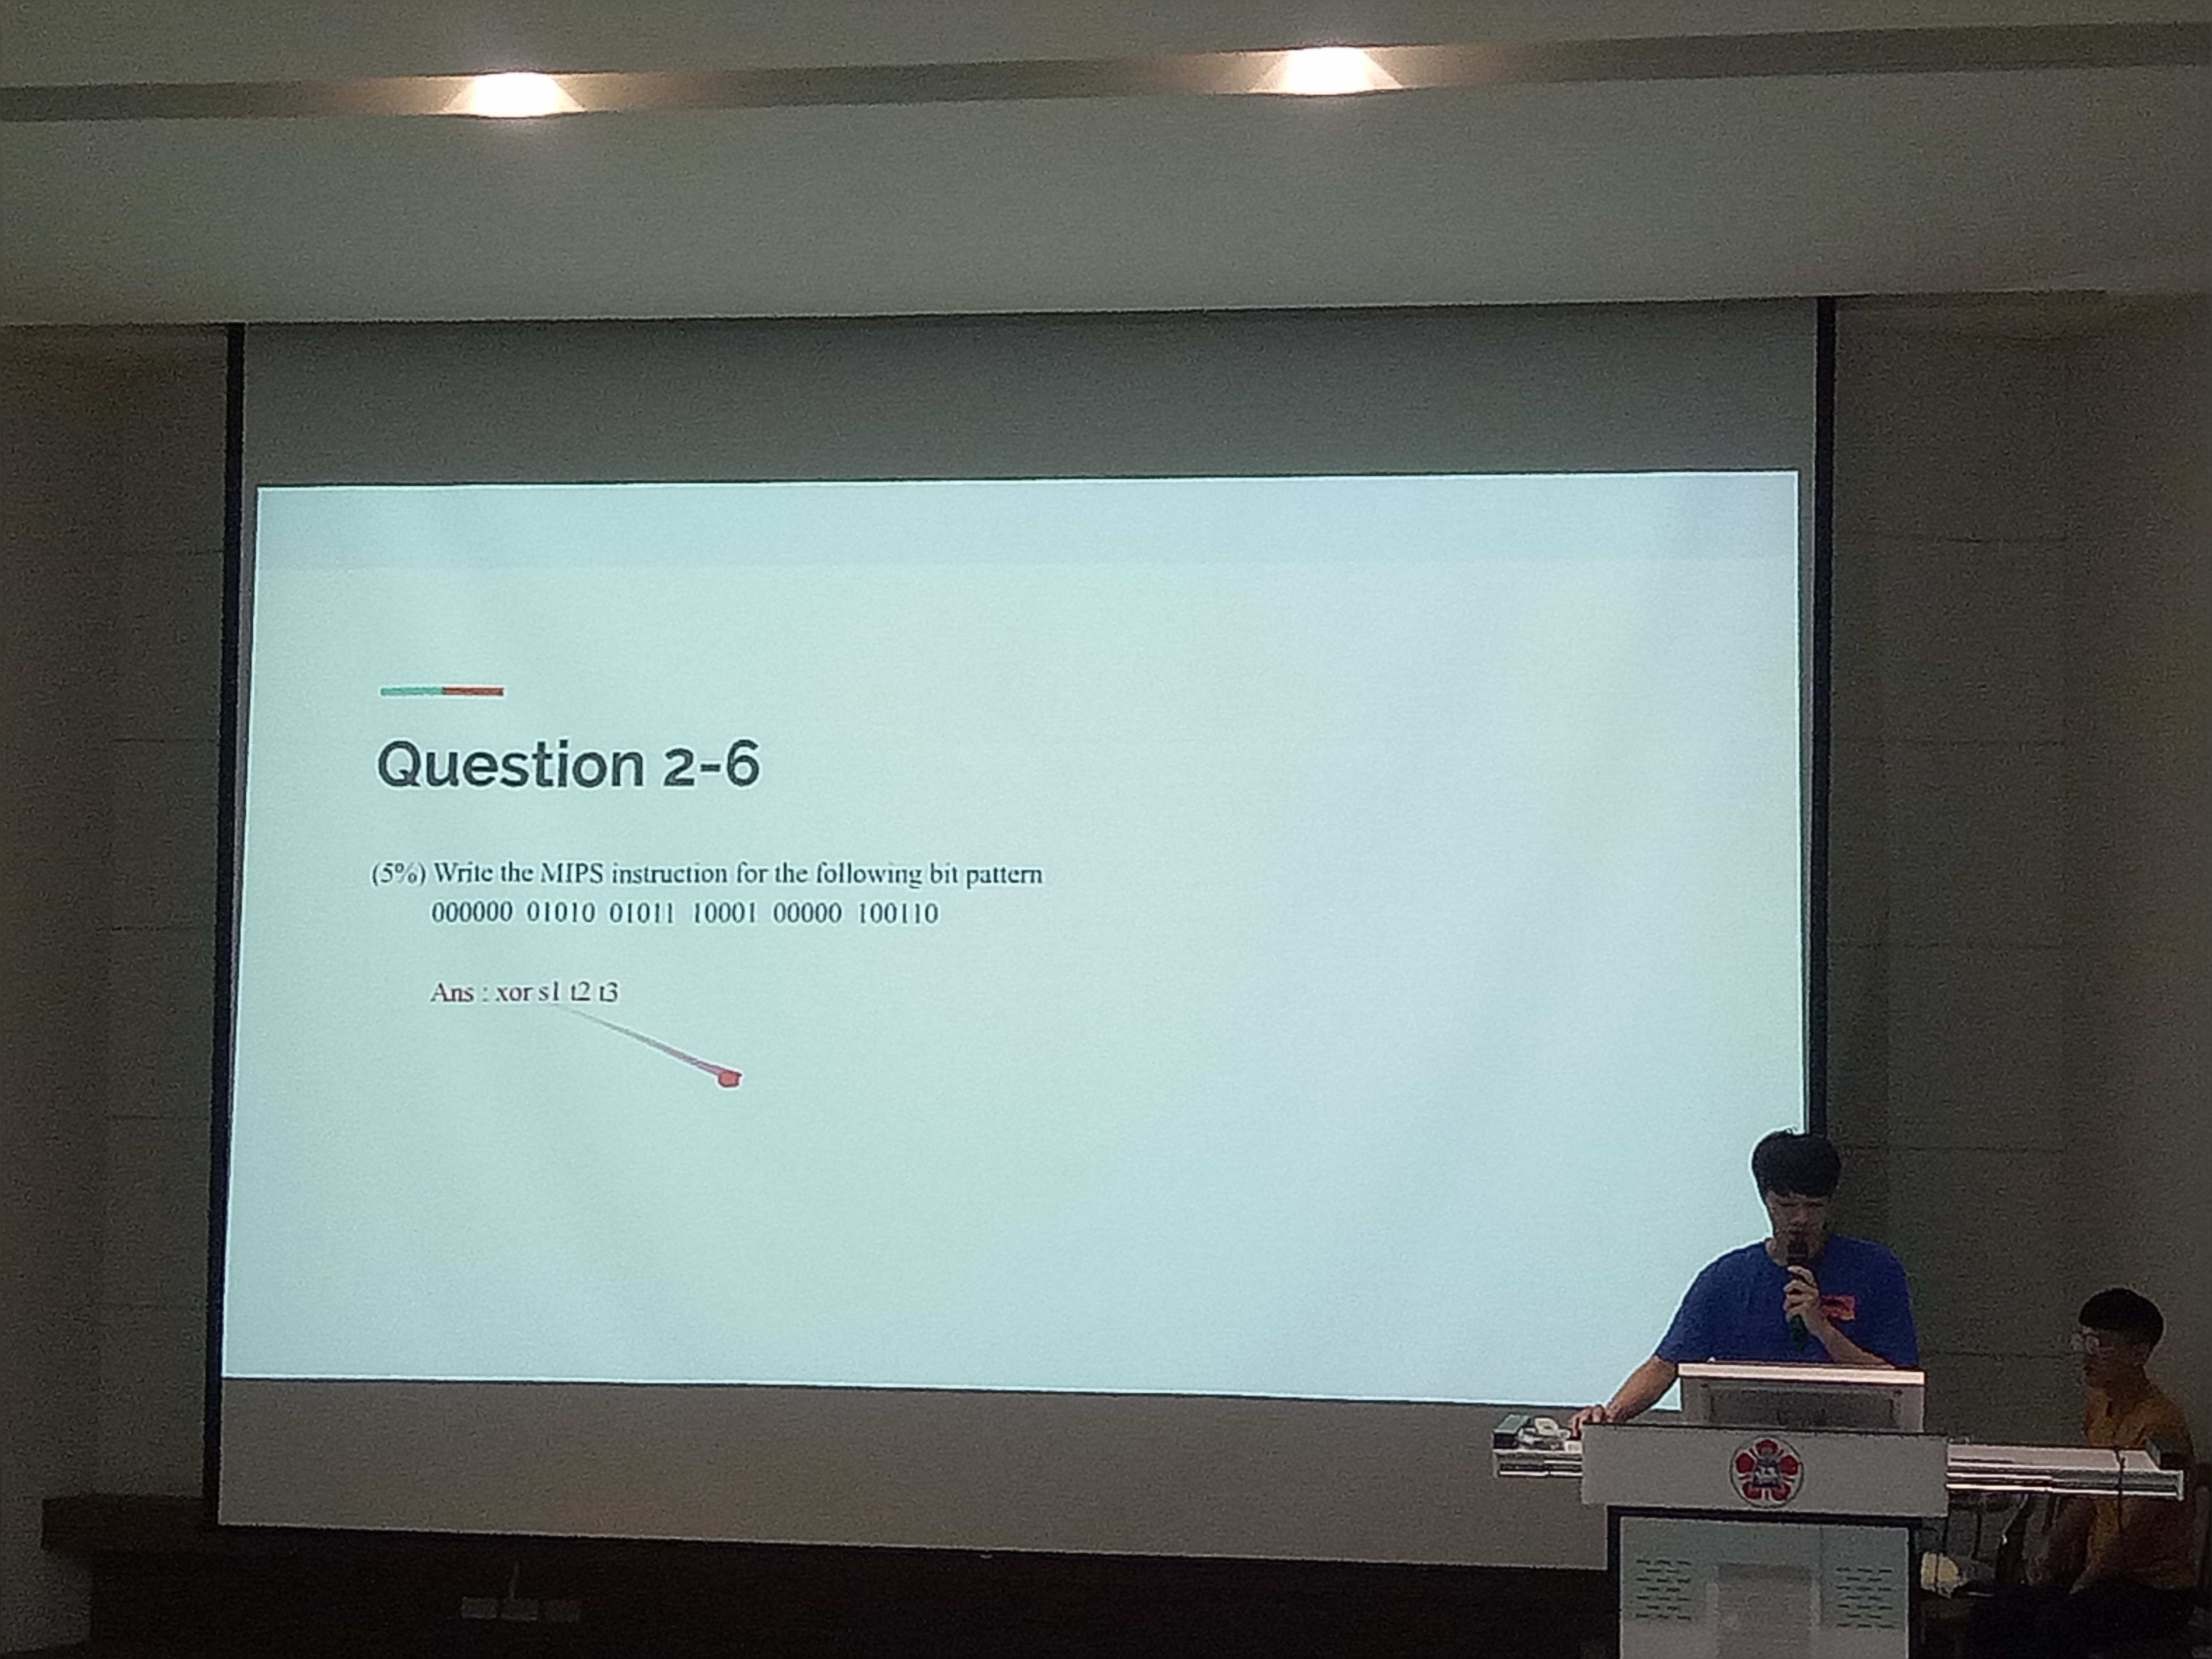 Question 2-6
(5%) Write the MIPS instruction for the following bit pattern
000000 01010 01011 10001 00000 100110
Ans : xor s1 t2 t3